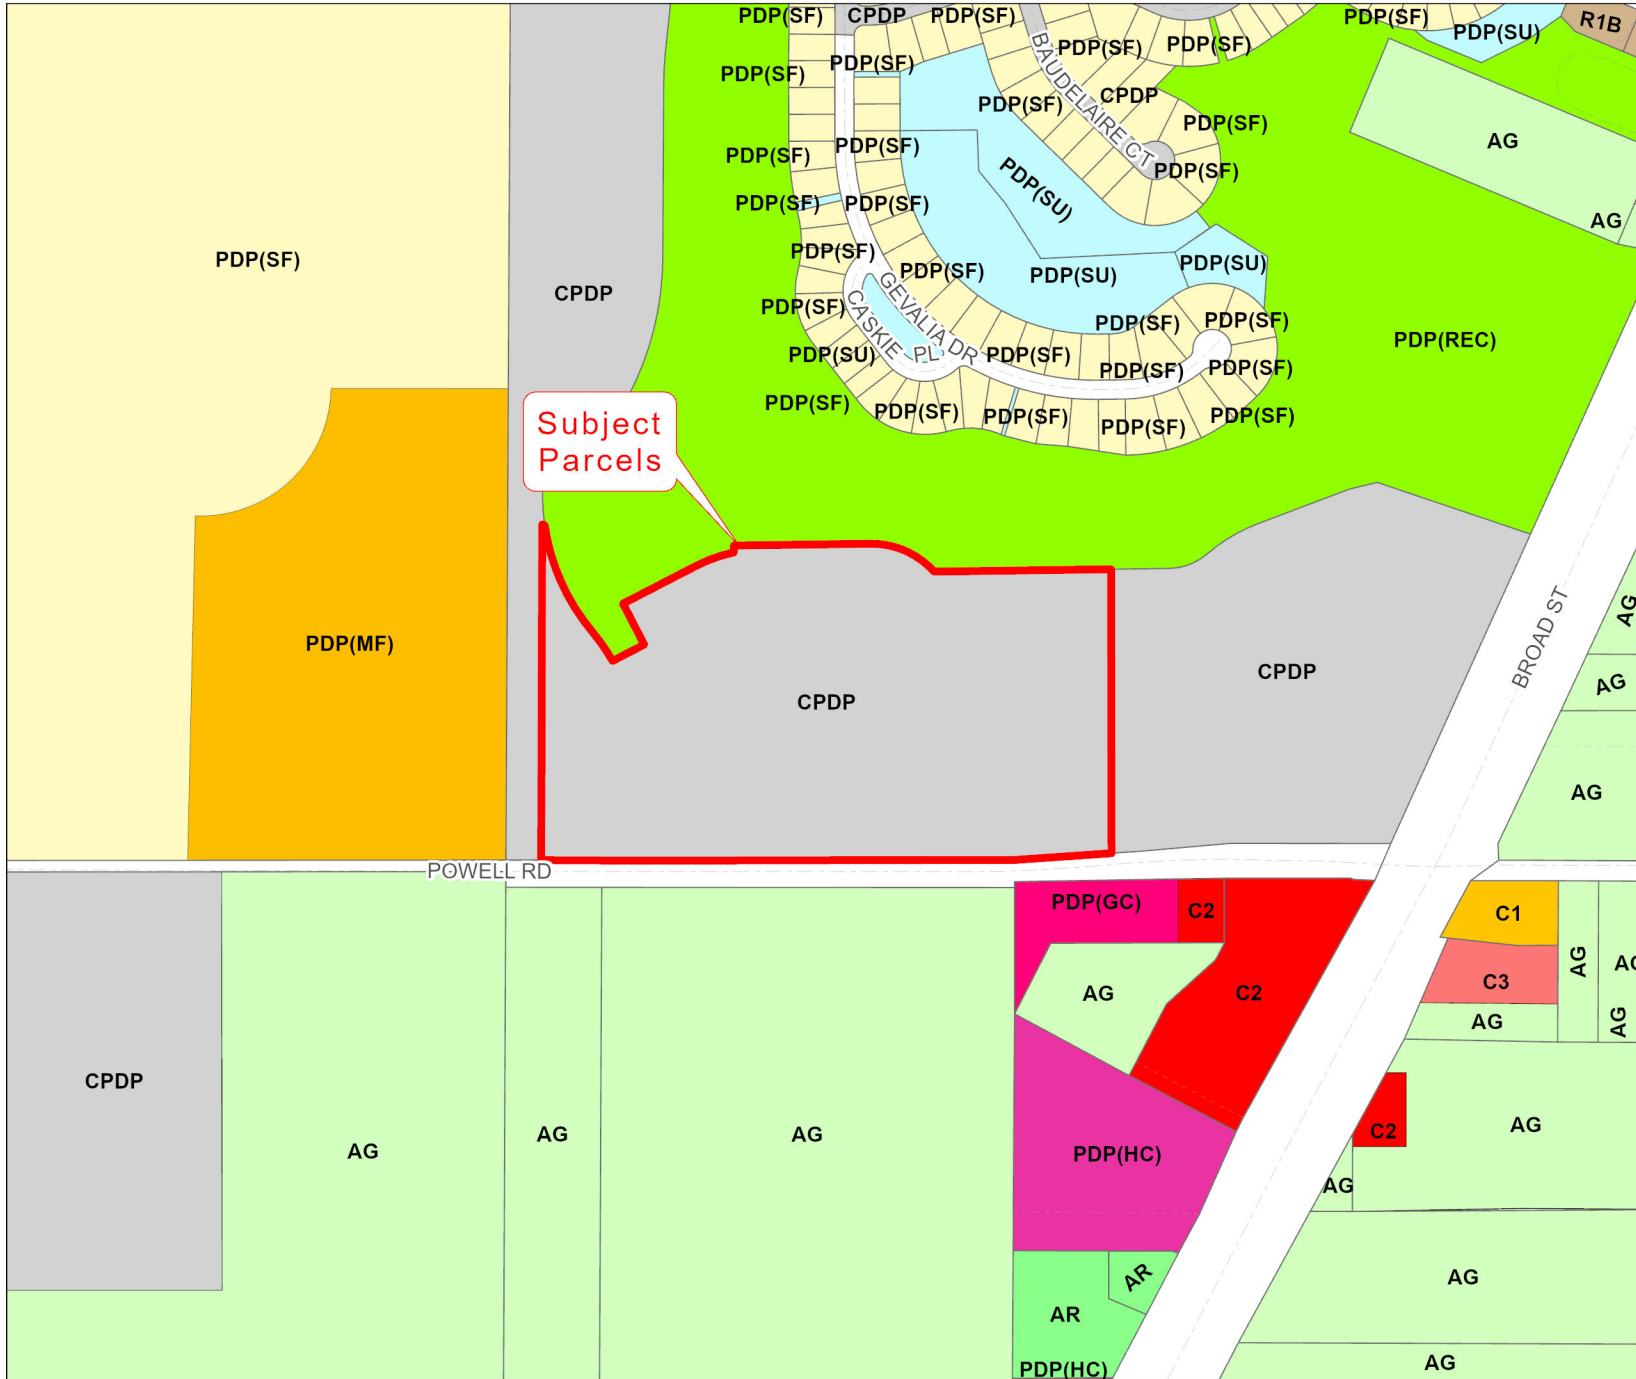 PDP(SF)
CPDP
PDP(SF)
PDP(SF)
R1B
PDP(SU)
PDP(SF)
PDP(SF)
BAUDELAIRE CT
PDP(SF)
PDP(SF)
CPDP
PDP(SF)
PDP(SF)
AG
PDP(SF)
PDP(SF)
PDP(SF)
PDP(SU)
PDP(SF)
PDP(SF)
AG
PDP(SF)
PDP(SF)
PDP(SU)
PDP(SF)
PDP(SU)
CPDP
PDP(SF)
GEVALIA DR
CASKIE PL
PDP(SF)
PDP(SF)
PDP(REC)
PDP(SU)
PDP(SF)
PDP(SF)
PDP(SF)
PDP(SF)
PDP(SF)
PDP(SF)
PDP(SF)
PDP(SF)
PDP(SF)
Subject
Parcels
BROAD ST
AG
PDP(MF)
CPDP
AG
CPDP
AG
POWELL RD
PDP(GC)
C2
C1
AG
AG
C3
AG
C2
AG
AG
CPDP
AG
AG
AG
C2
AG
PDP(HC)
AG
AR
AG
AR
AG
PDP(HC)